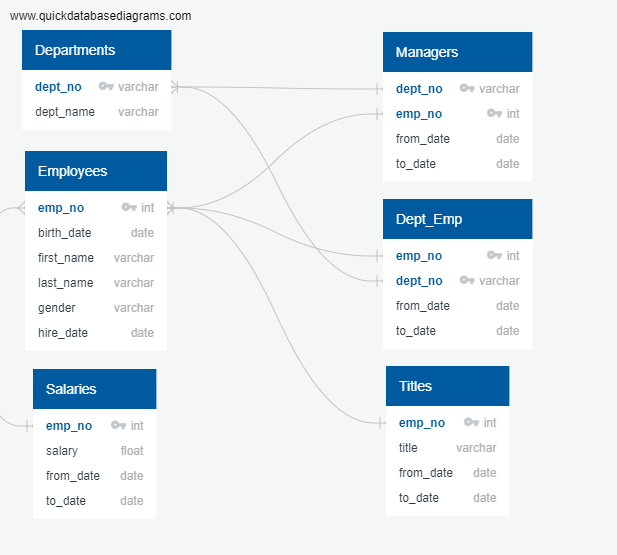 www.quickdatabasediagrams.com
Departments
dept_no varchar
dept_name varchar
Employees
emp_no int
birth_date date
first_name varchar
last_name varchar
gender varchar
hire_date date
Salaries
emp_no int
salary float
from_date date
to_date date
Managers
dept_no varchar
emp_no int
from_date date
to_date date
Dept_Emp
emp_no int
dept_no varchar
from_date date
to_date date
Titles
emp_no int
title varchar
from_date date
to_date date